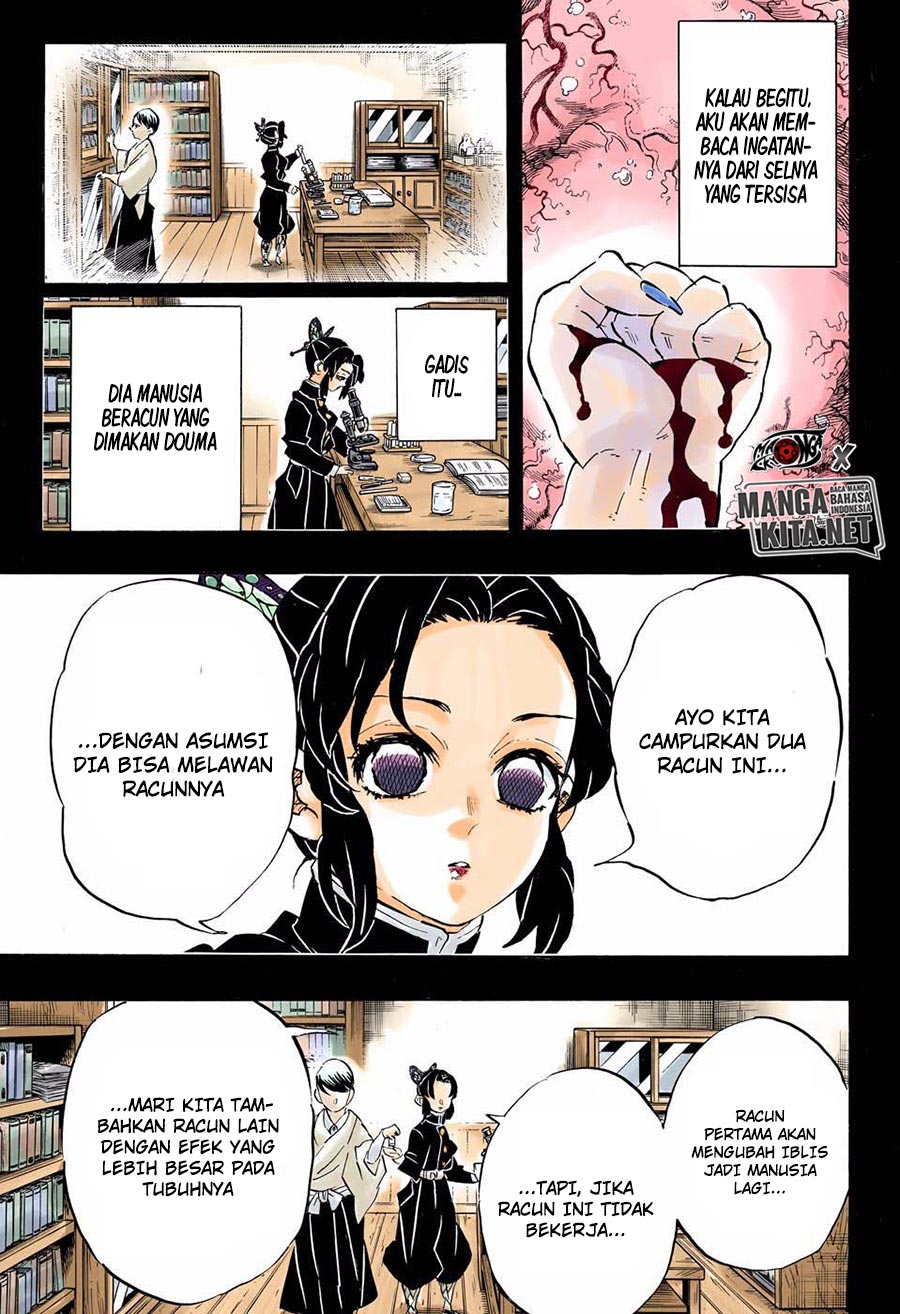 KALAU BEGITU,
AKU AKAN MEM-
BACA INGATAN-
NYA DARI SELNYA
YANG TERSISA
GADIS
ITU...
DIA MANUSIA
BERACUN YANG
DIMAKAN DOUMA
X
MANGA
KITA.NET
BACA MANGA
BAHASA
INDONESIA
AYO KITA
CAMPURKAN DUA
RACUN INI...
...DENGAN ASUMSI
DIA BISA MELAWAN
RACUNNYA
RACUN
PERTAMA AKAN
MENGUBAH IBLIS
JADI MANUSIA
LAGI...
...TAPI, JIKA
RACUN INI TIDAK
BEKERJA...
...MARI KITA TAM-
BAHKAN RACUN LAIN
DENGAN EFEK YANG
LEBIH BESAR PADA
TUBUHNYA